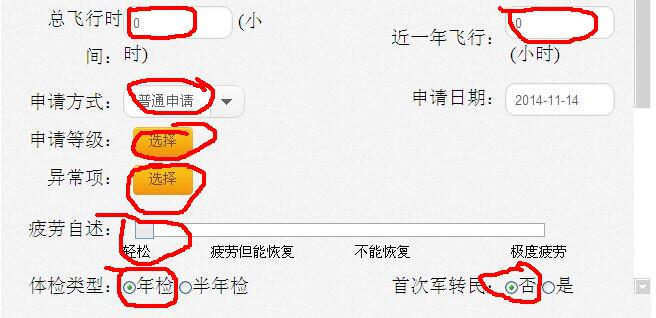 总飞行时间： 0 (小时) 近一年飞行： 0 (小时)
申请方式： 普通申请 申请日期： 2014-11-14
申请等级： 选择
异常项： 选择
疲劳自述：
轻松 疲劳但能恢复 不能恢复 极度疲劳
体检类型： 年检 半年检 首次军转民： 否 是